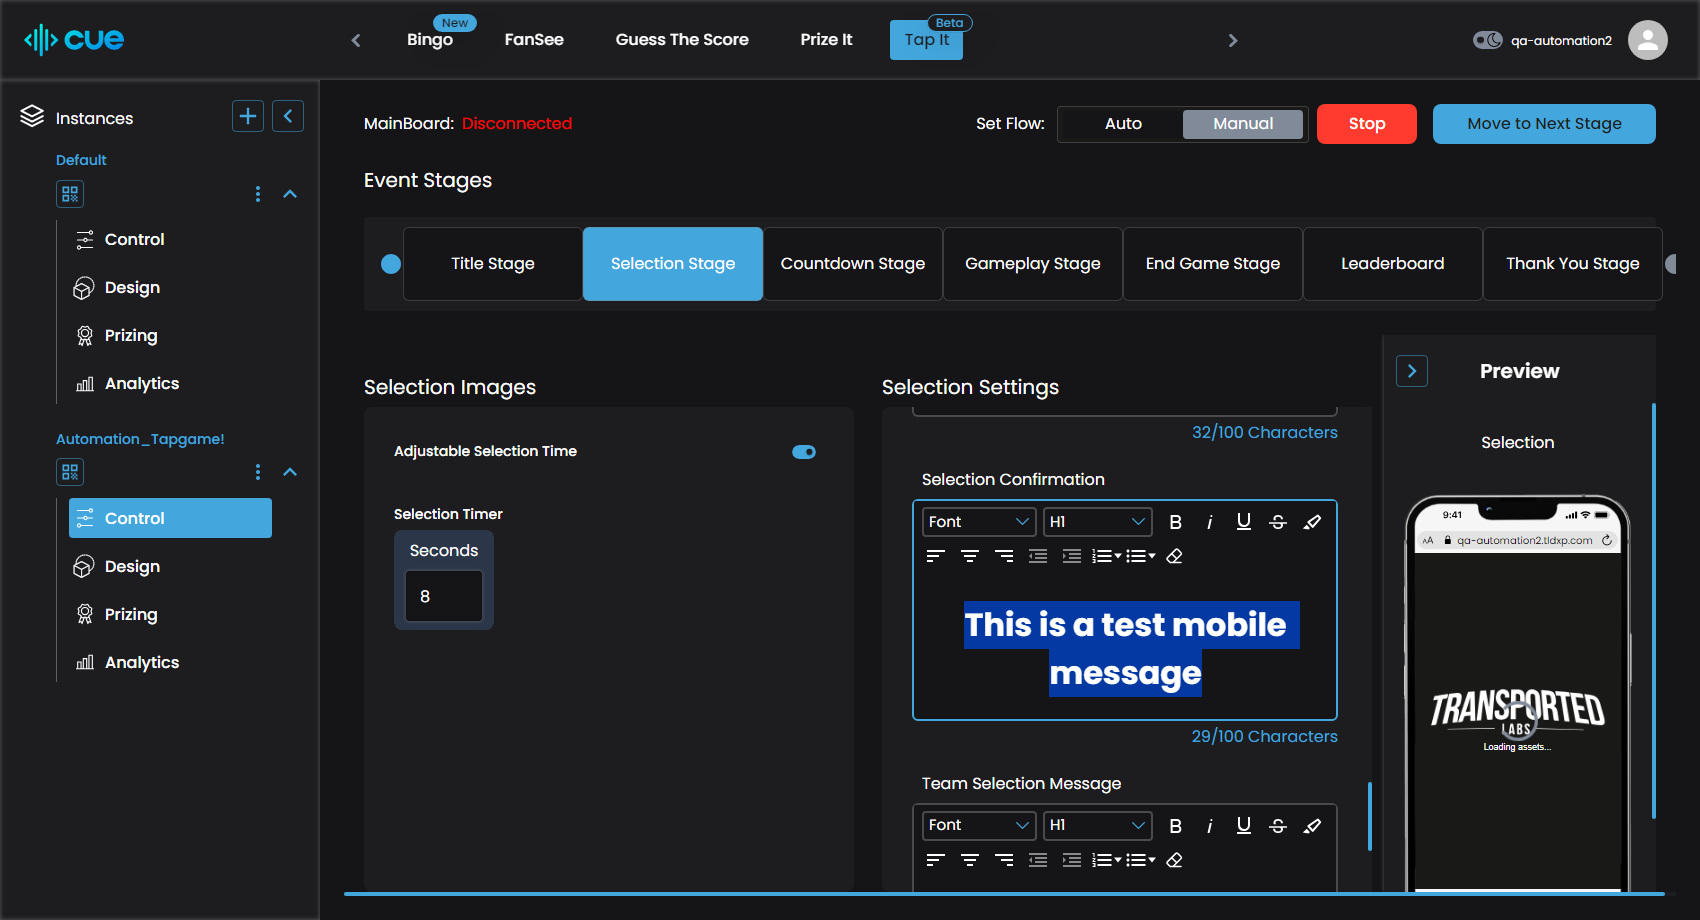 cue
New
Bingo
FanSee
Guess The Score
Prize It
Beta
Tap It
qa-automation2
Instances
Default
Control
Design
Prizing
Analytics
Automation_Tapgame!
Control
Design
Prizing
Analytics
MainBoard: Disconnected
Set Flow:
Auto
Manual
Stop
Move to Next Stage
Event Stages
Title Stage
Selection Stage
Countdown Stage
Gameplay Stage
End Game Stage
Leaderboard
Thank You Stage
Selection Images
Adjustable Selection Time
Selection Timer
Seconds
8
Selection Settings
32/100 Characters
Selection Confirmation
Font
H1
B
i
U
S
This is a test mobile
message
29/100 Characters
Team Selection Message
Font
H1
B
i
U
S
Preview
Selection
9:41
AA
qa-automation2.tldxp.com
TRANSPORTED
LABS
Loading assets...